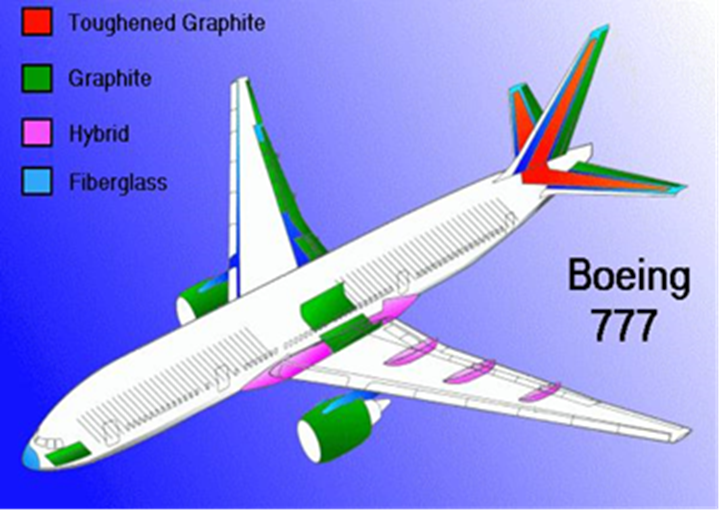 Toughened Graphite
Graphite
Hybrid
Fiberglass
Boeing
777